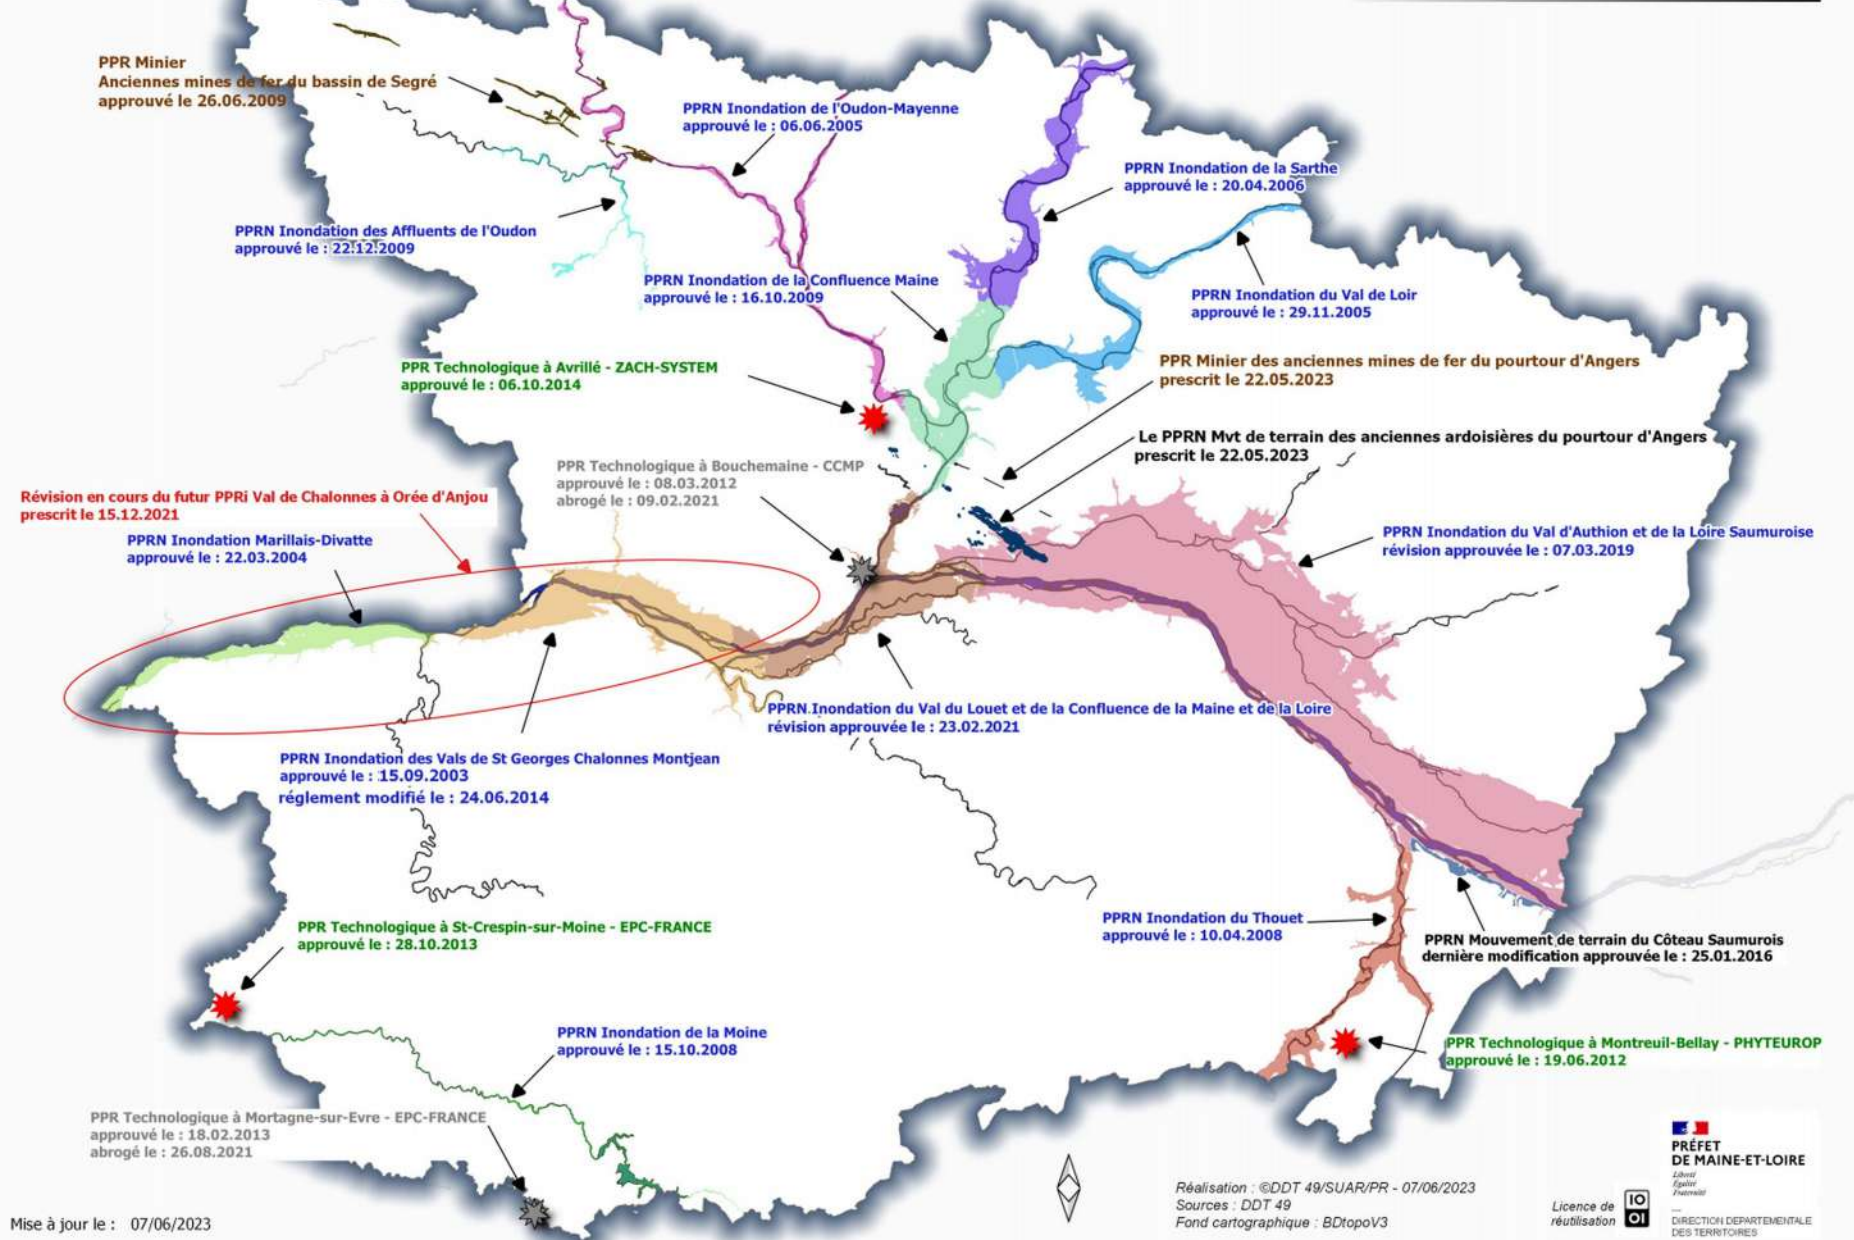 PPR Minier
Anciennes mines de fer du bassin de Segré
approuvé le 26.06.2009
PPRN Inondation de l'Oudon-Mayenne
approuvé le : 06.06.2005
PPRN Inondation de la Sarthe
approuvé le : 20.04.2006
PPRN Inondation des Affluents de l'Oudon
approuvé le : 22.12.2009
PPRN Inondation de la Confluence Maine
approuvé le : 16.10.2009
PPRN Inondation du Val de Loir
approuvé le : 29.11.2005
PPR Technologique à Avrillé - ZACH-SYSTEM
approuvé le : 06.10.2014
PPR Minier des anciennes mines de fer du pourtour d'Angers
prescrit le 22.05.2023
Le PPRN Mvt de terrain des anciennes ardoisières du pourtour d'Angers
prescrit le 22.05.2023
PPR Technologique à Bouchemaine - CCMP
approuvé le : 08.03.2012
abrogé le : 09.02.2021
Révision en cours du futur PPRi Val de Chalonnes à Orée d'Anjou
prescrit le 15.12.2021
PPRN Inondation Marillais-Divatte
approuvé le : 22.03.2004
PPRN Inondation du Val d'Authion et de la Loire Saumuroise
révision approuvée le : 07.03.2019
PPRN Inondation du Val du Louet et de la Confluence de la Maine et de la Loire
révision approuvée le : 23.02.2021
PPRN Inondation des Vals de St Georges Chalonnes Montjean
approuvé le : 15.09.2003
réglement modifié le : 24.06.2014
PPR Technologique à St-Crespin-sur-Moine - EPC-FRANCE
approuvé le : 28.10.2013
PPRN Inondation du Thouet
approuvé le : 10.04.2008
PPRN Mouvement de terrain du Côteau Saumurois
dernière modification approuvée le : 25.01.2016
PPRN Inondation de la Moine
approuvé le : 15.10.2008
PPR Technologique à Montreuil-Bellay - PHYTEUROP
approuvé le : 19.06.2012
PPR Technologique à Mortagne-sur-Evre - EPC-FRANCE
approuvé le : 18.02.2013
abrogé le : 26.08.2021
Mise à jour le : 07/06/2023
Réalisation : ©DDT 49/SUAR/PR - 07/06/2023
Sources : DDT 49
Fond cartographique : BDtopoV3
Licence de
réutilisation
IO
OI
PRÉFET
DE MAINE-ET-LOIRE
Liberté
Égalité
Fraternité
DIRECTION DEPARTEMENTALE
DES TERRITOIRES